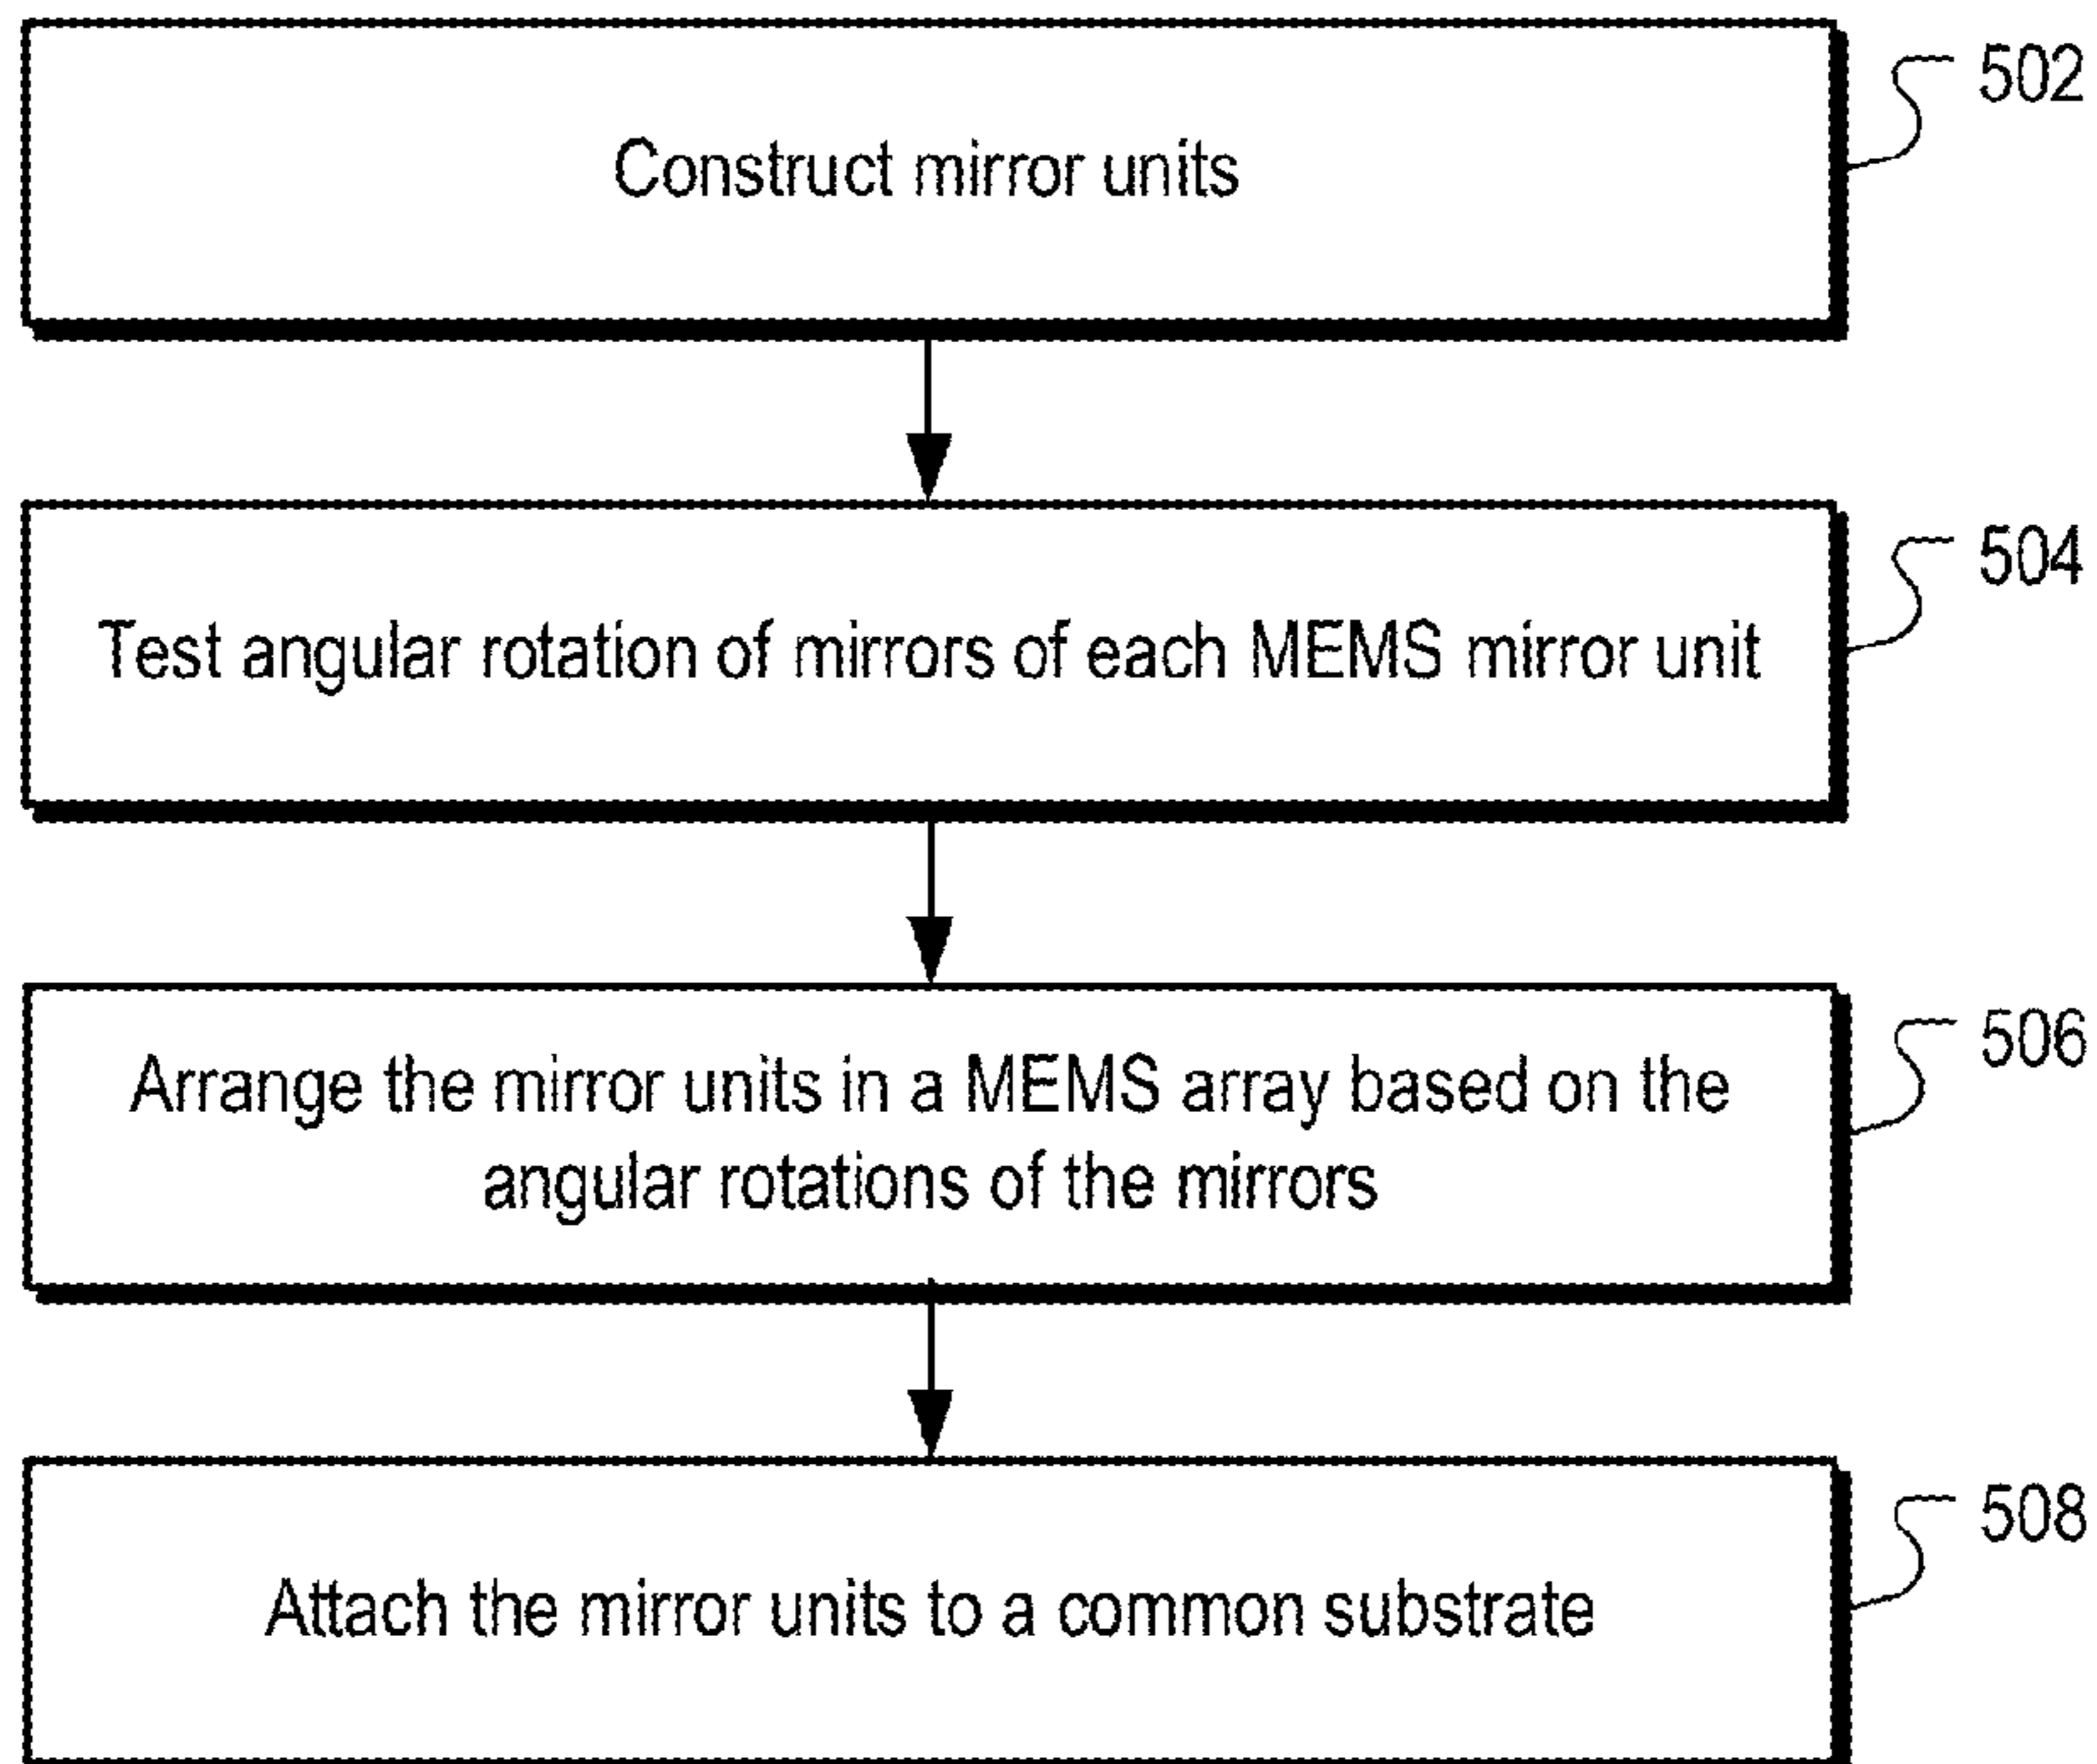 502
Construct mirror units
504
Test angular rotation of mirrors of each MEMS mirror unit
506
Arrange the mirror units in a MEMS array based on the
angular rotations of the mirrors
508
Attach the mirror units to a common substrate